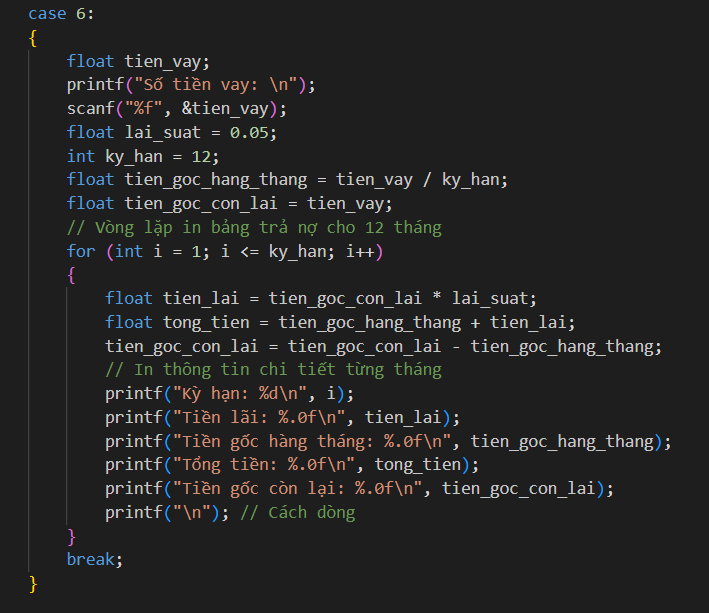 case 6:
{
float tien_vay;
printf("Số tiền vay: \n");
scanf("%f", &tien_vay);
float lai_suat = 0.05;
int ky_han = 12;
float tien_goc_hang_thang = tien_vay / ky_han;
float tien_goc_con_lai = tien_vay;
// Vòng lặp in bảng trả nợ cho 12 tháng
for (int i = 1; i <= ky_han; i++)
{
float tien_lai = tien_goc_con_lai * lai_suat;
float tong_tien = tien_goc_hang_thang + tien_lai;
tien_goc_con_lai = tien_goc_con_lai - tien_goc_hang_thang;
// In thông tin chi tiết từng tháng
printf("Kỳ hạn: %d\n", i);
printf("Tiền lãi: %.0f\n", tien_lai);
printf("Tiền gốc hàng tháng: %.0f\n", tien_goc_hang_thang);
printf("Tổng tiền: %.0f\n", tong_tien);
printf("Tiền gốc còn lại: %.0f\n", tien_goc_con_lai);
printf("\n"); // Cách dòng
}
break;
}